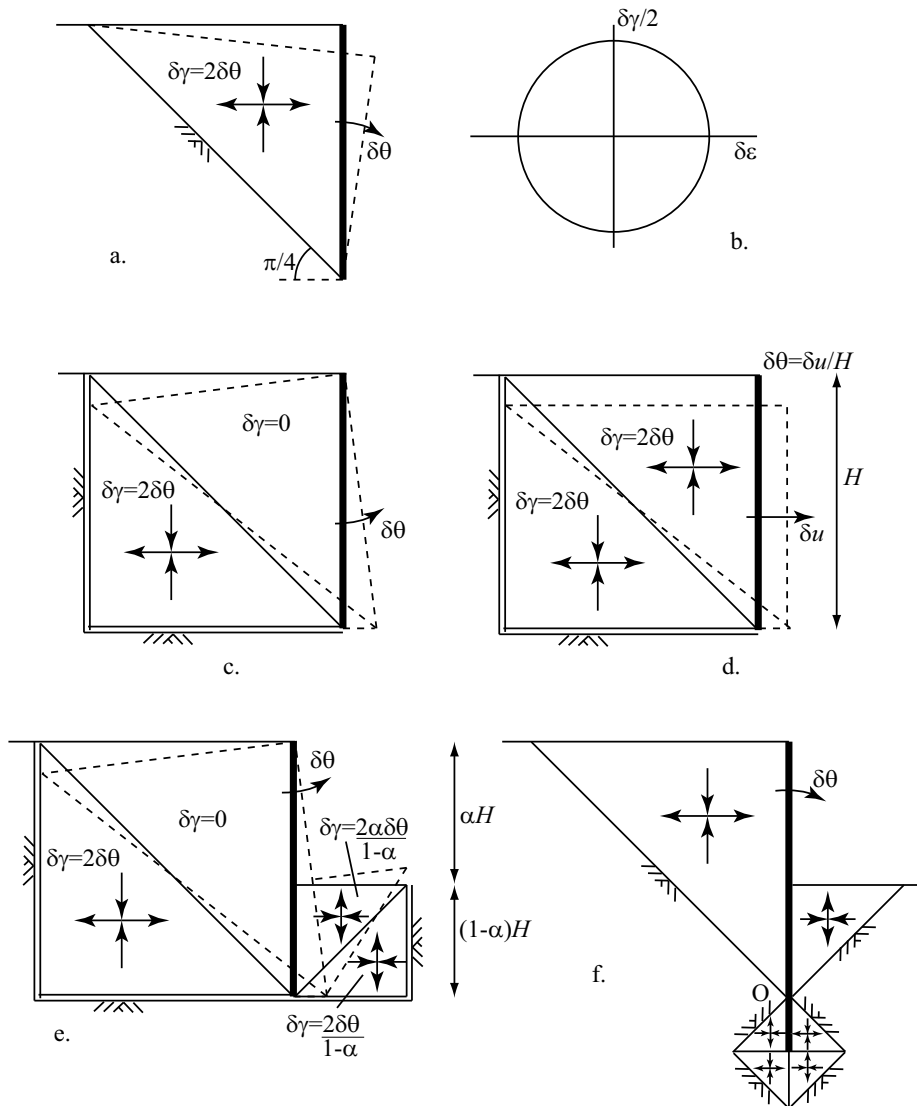 δγ=2δθ
δθ
π/4
a.
δγ/2
δε
b.
δγ=0
δγ=2δθ
δθ
c.
δθ=δu/H
δγ=2δθ
δγ=2δθ
H
δu
d.
δθ
δγ=0
δγ=2αδθ
1-α
δγ=2δθ
αH
(1-α)H
δγ=2δθ
1-α
e.
δθ
f.
O